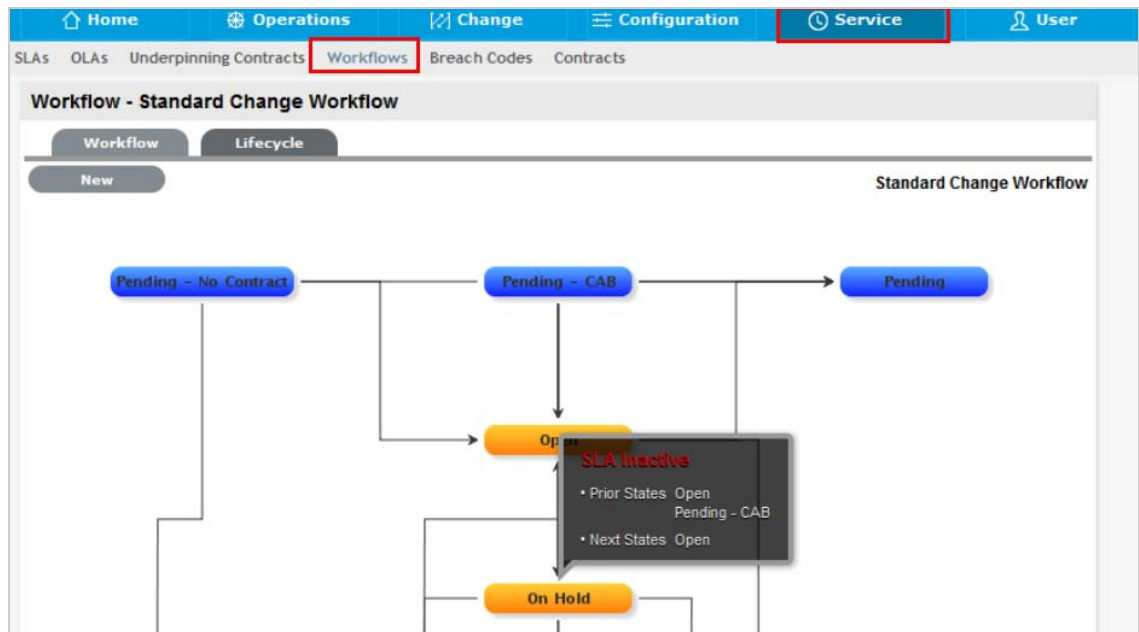 Home Operations Change Configuration Service User
SLAs OLAs Underpinning Contracts Workflows Breach Codes Contracts
Workflow - Standard Change Workflow
Workflow Lifecycle
New Standard Change Workflow
Pending - No Contract Pending - CAB Pending
Open
SLA Inactive
• Prior States Open
Pending - CAB
• Next States Open
On Hold